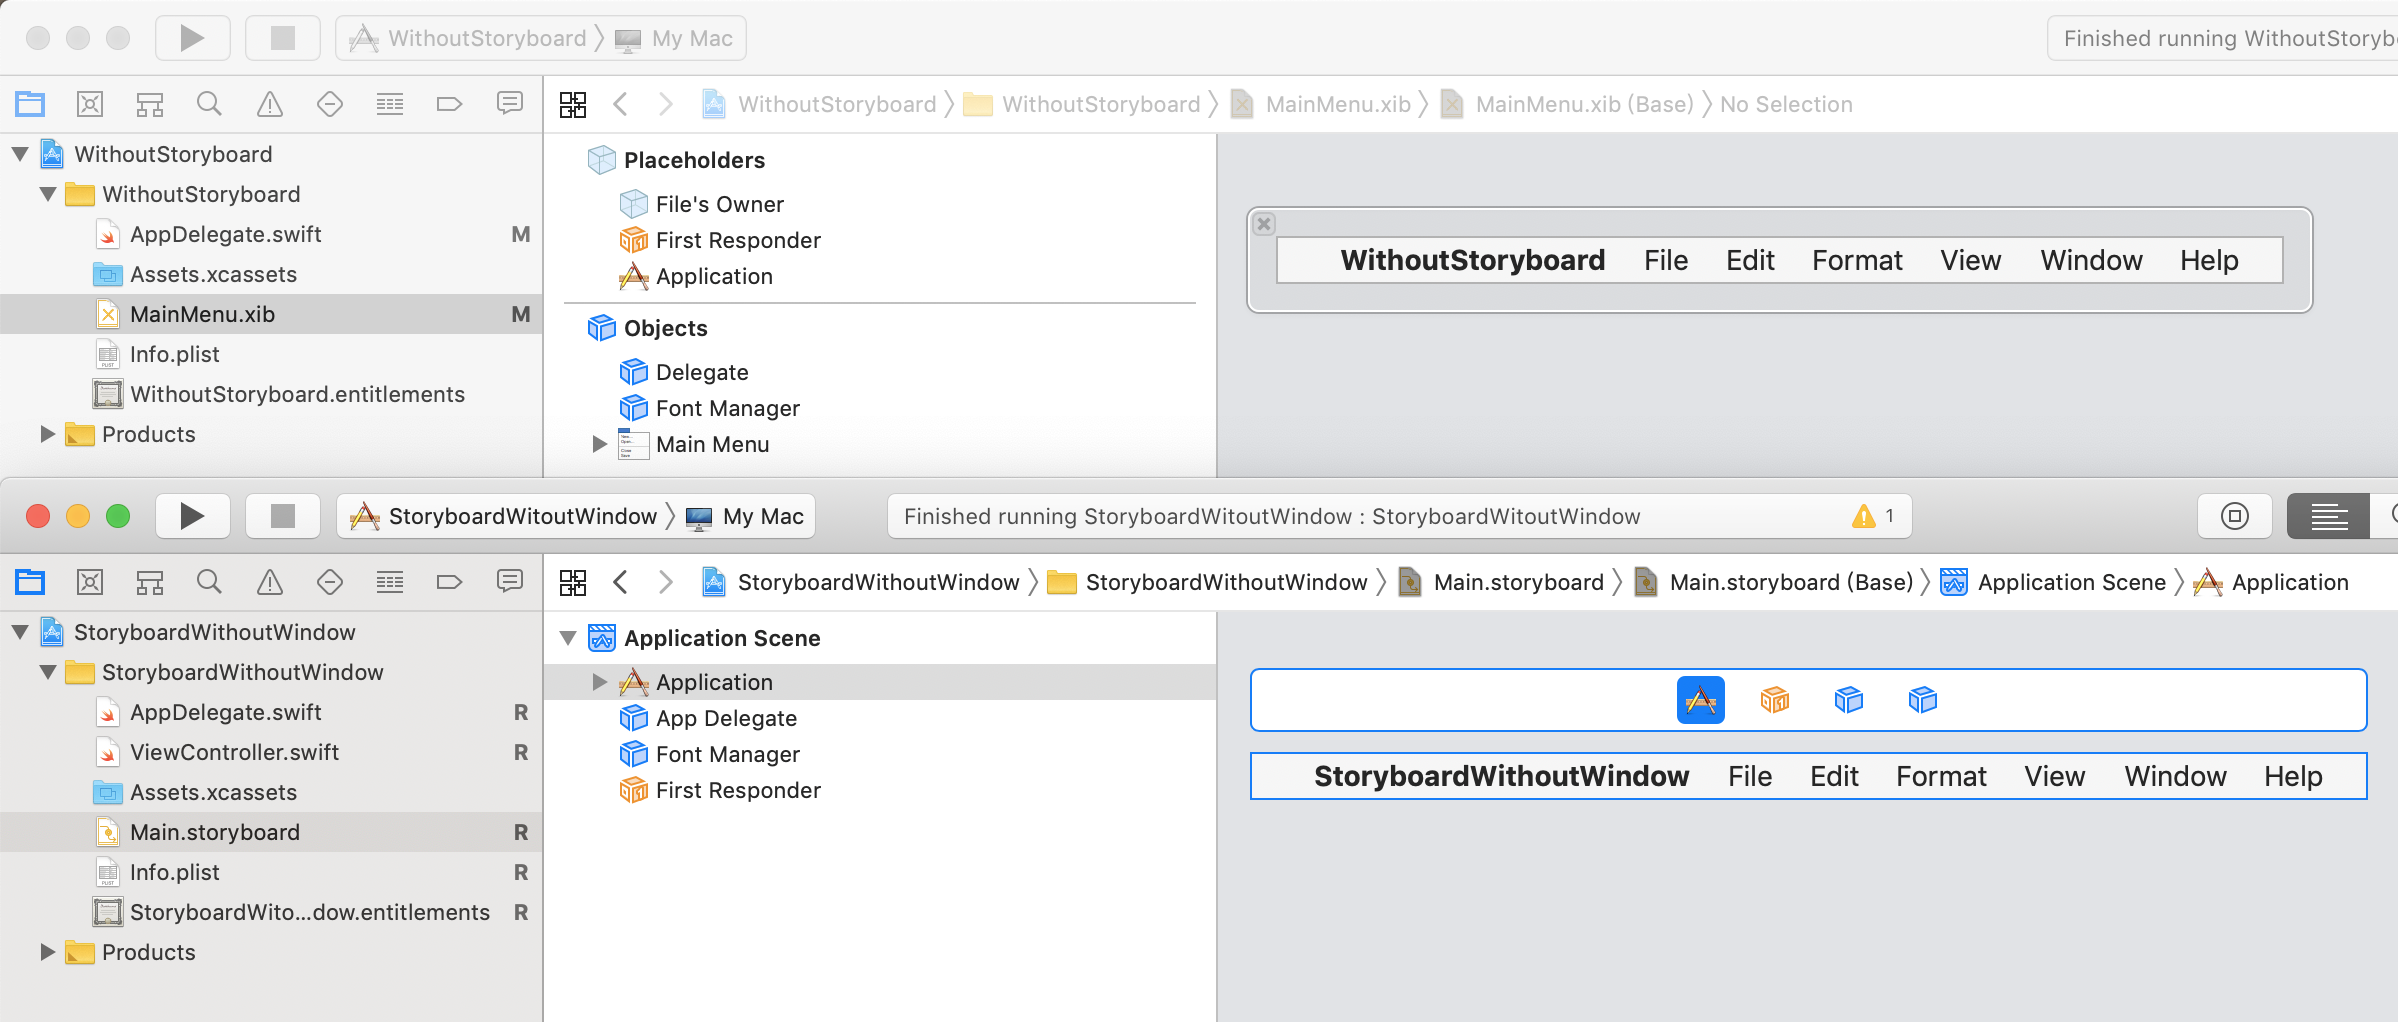 WithoutStoryboard My Mac Finished running WithoutStorybo
WithoutStoryboard WithoutStoryboard MainMenu.xib MainMenu.xib (Base) No Selection
WithoutStoryboard
WithoutStoryboard
AppDelegate.swift M
Assets.xcassets
MainMenu.xib M
Info.plist
WithoutStoryboard.entitlements
Products
Placeholders
File's Owner
First Responder
Application
Objects
Delegate
Font Manager
Main Menu
WithoutStoryboard File Edit Format View Window Help
StoryboardWitoutWindow My Mac Finished running StoryboardWitoutWindow : StoryboardWitoutWindow 1
StoryboardWithoutWindow StoryboardWithoutWindow Main.storyboard Main.storyboard (Base) Application Scene Application
StoryboardWithoutWindow
StoryboardWithoutWindow
AppDelegate.swift R
ViewController.swift R
Assets.xcassets
Main.storyboard R
Info.plist R
StoryboardWito...dow.entitlements R
Products
Application Scene
Application
App Delegate
Font Manager
First Responder
StoryboardWithoutWindow File Edit Format View Window Help